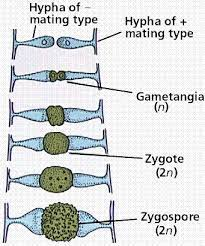 Hypha of –
mating type
Hypha of +
mating type
Gametangia
(n)
Zygote
(2n)
Zygospore
(2n)